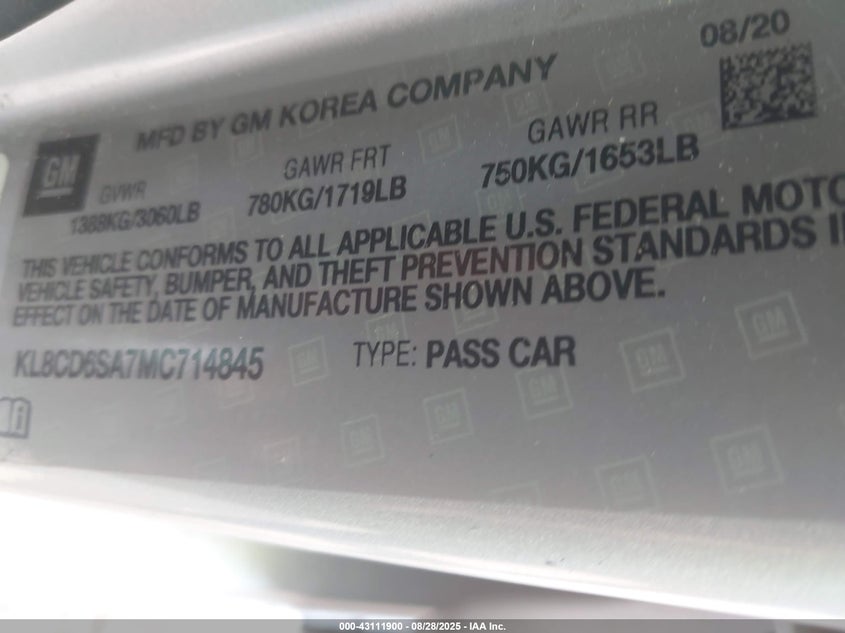 08/20
MFD BY GM KOREA COMPANY
GM
GVWR GAWR FRT GAWR RR
1388KG/3060LB 780KG/1719LB 750KG/1653LB
THIS VEHICLE CONFORMS TO ALL APPLICABLE U.S. FEDERAL MOTO
VEHICLE SAFETY, BUMPER, AND THEFT PREVENTION STANDARDS I
EFFECT ON THE DATE OF MANUFACTURE SHOWN ABOVE.
KL8CD6SA7MC714845 TYPE: PASS CAR
000-43111900 - 08/28/2025 - IAA Inc.